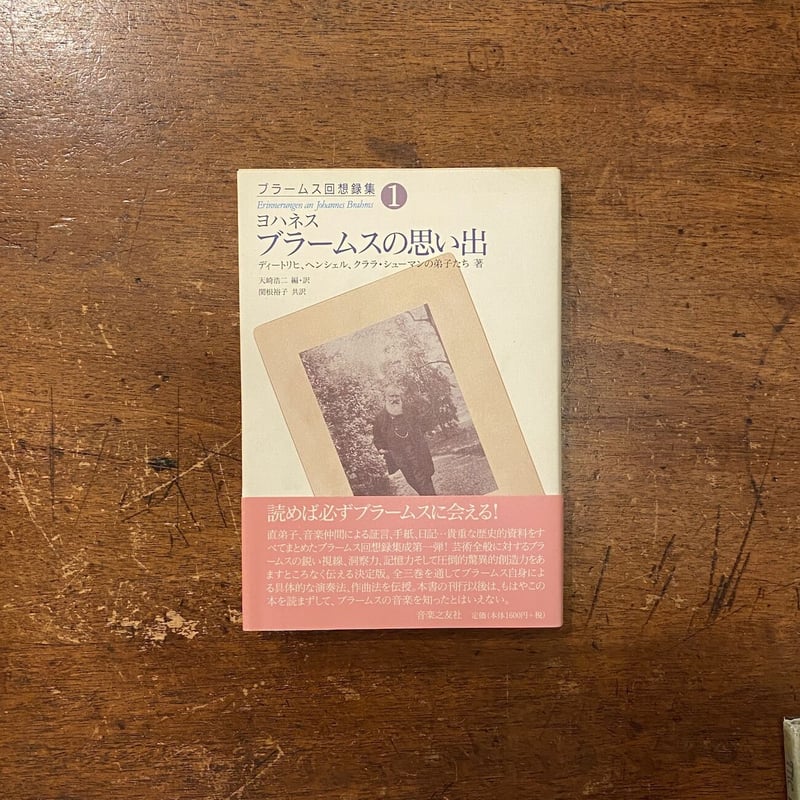 ブラームス回想録集 1
Erinnerungen an Johannes Brahms
ヨハネス
ブラームスの思い出
ディートリヒ、ヘンシェル、クララ・シューマンの弟子たち 著
天崎浩二 編・訳
関根裕子 共訳
読めば必ずブラームスに会える!
直弟子、音楽仲間による証言、手紙、日記‥貴重な歴史的資料をす
べてまとめたブラームス回想録集成第一弾! 芸術全般に対するブラ
ームスの鋭い視線、洞察力、記憶力そして圧倒的驚異的創造力をあ
ますところなく伝える決定版。全三巻を通してブラームス自身によ
る具体的な演奏法、作曲法を伝授。本書の刊行以後は、もはやこの
本を読まずして、ブラームスの音楽を知ったとはいえない。
音楽之友社 定価(本体1600円+税)